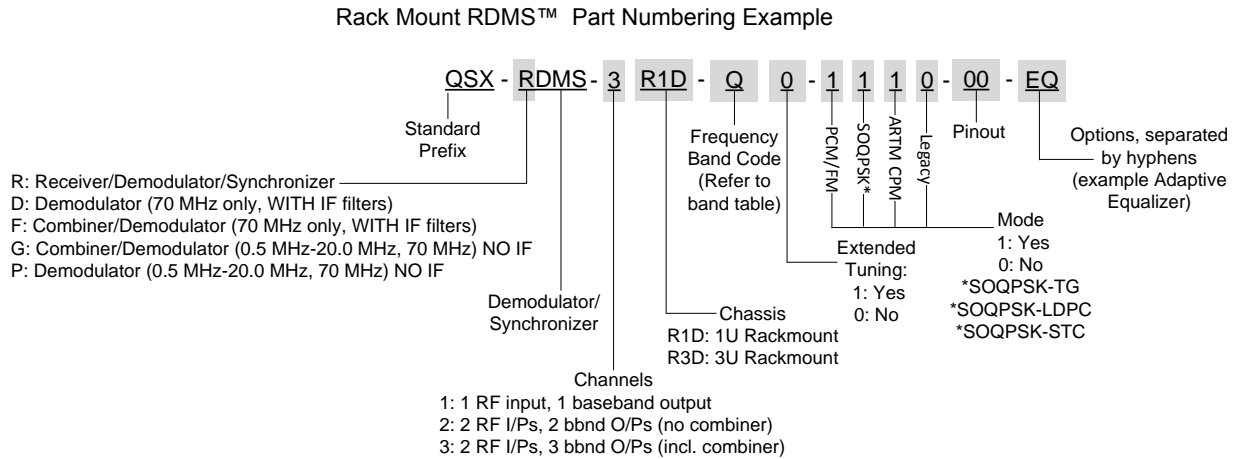 Rack Mount RDMS™ Part Numbering Example
QSX - RDMS - 3 R1D - Q 0 - 1 1 1 0 - 00 - EQ
Standard
Prefix
Frequency
Band Code
(Refer to
band table)
PCM/FM
SOQPSK*
ARTM CPM
Legacy
Pinout
Options, separated
by hyphens
(example Adaptive
Equalizer)
R: Receiver/Demodulator/Synchronizer
D: Demodulator (70 MHz only, WITH IF filters)
F: Combiner/Demodulator (70 MHz only, WITH IF filters)
G: Combiner/Demodulator (0.5 MHz-20.0 MHz, 70 MHz) NO IF
P: Demodulator (0.5 MHz-20.0 MHz, 70 MHz) NO IF
Mode
1: Yes
0: No
*SOQPSK-TG
*SOQPSK-LDPC
*SOQPSK-STC
Extended
Tuning:
1: Yes
0: No
Demodulator/
Synchronizer
Chassis
R1D: 1U Rackmount
R3D: 3U Rackmount
Channels
1: 1 RF input, 1 baseband output
2: 2 RF I/Ps, 2 bbnd O/Ps (no combiner)
3: 2 RF I/Ps, 3 bbnd O/Ps (incl. combiner)